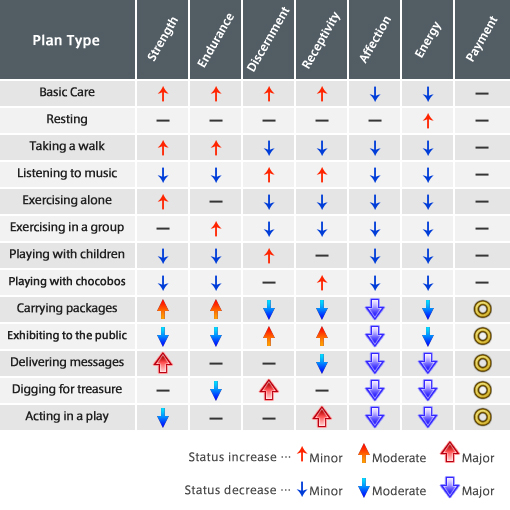 Plan Type Strength Endurance Discernment Receptivity Affection Energy Payment
Basic Care
Resting
Taking a walk
Listening to music
Exercising alone
Exercising in a group
Playing with children
Playing with chocobos
Carrying packages
Exhibiting to the public
Delivering messages
Digging for treasure
Acting in a play
Status increase ··· Minor Moderate Major
Status decrease ··· Minor Moderate Major